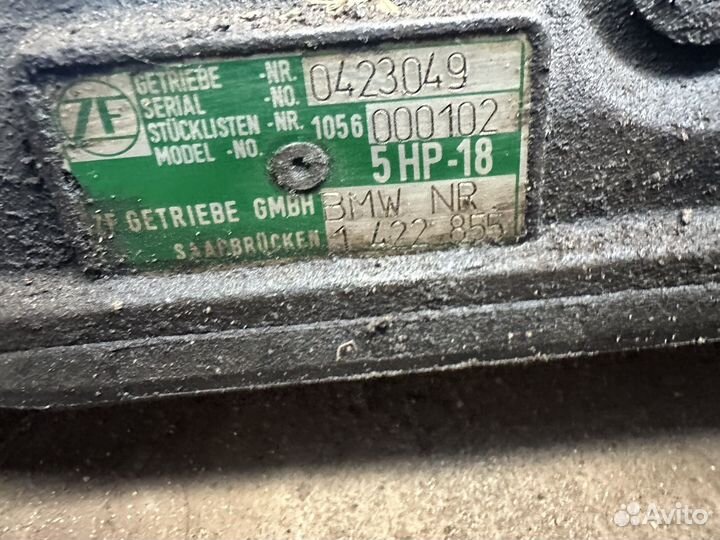 ZF
GETRIEBE -NR. 0423049
SERIAL -NO.
STÜCKLISTEN -NR. 1056 000102
MODEL -NO. 5 HP-18
ZF GETRIEBE GMBH BMW NR
SAARBRÜCKEN 1 422 855
Avito